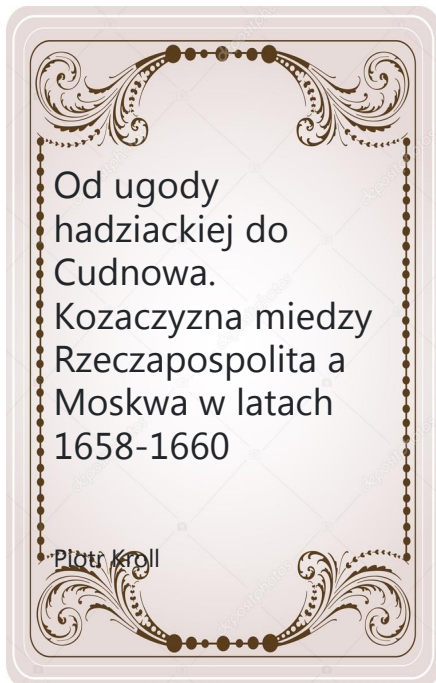 Od ugody
hadziackiej do
Cudnowa.
Kozaczyzna miedzy
Rzeczapospolita a
Moskwa w latach
1658-1660
Piotr Kroll